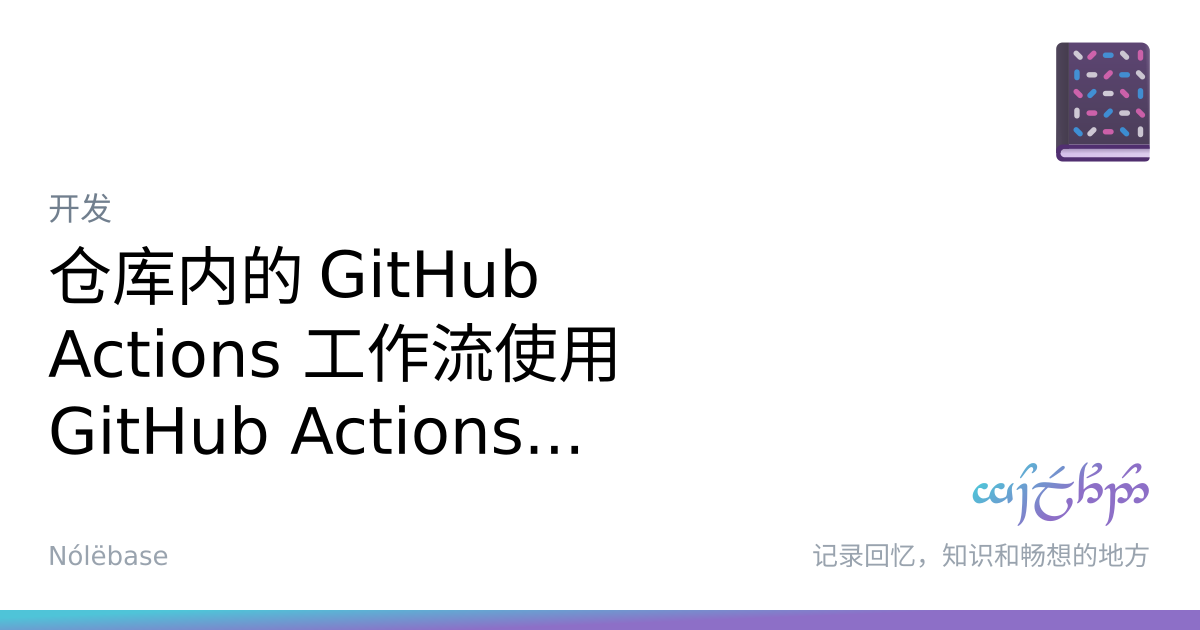 开发
仓库内的 GitHub
Actions 工作流使用
GitHub Actions...
Nólëbase
记录回忆，知识和畅想的地方